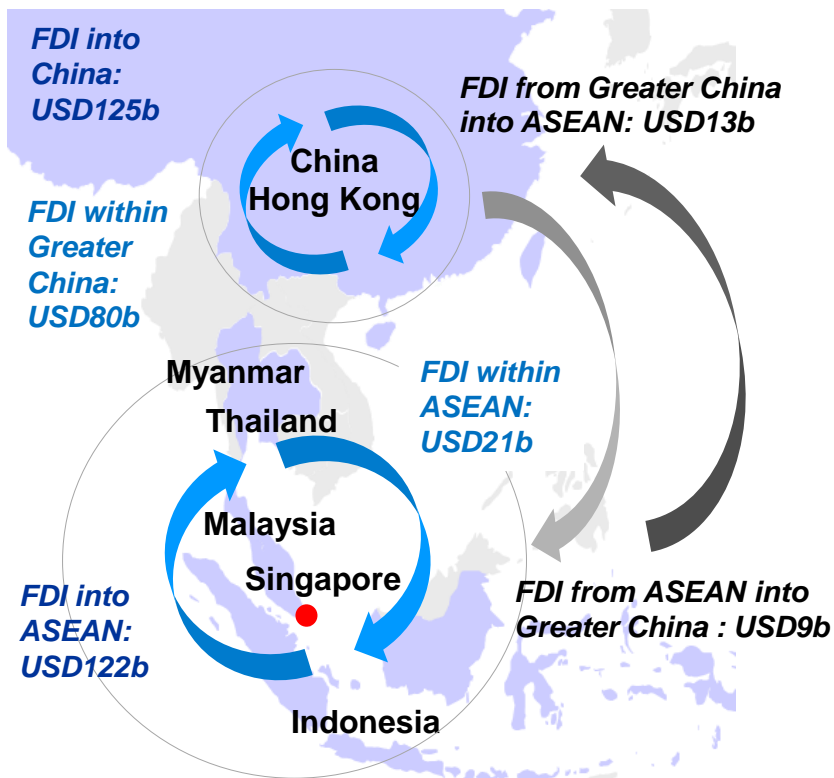 FDI into
China:
USD125b
FDI from Greater China
into ASEAN: USD13b
China
Hong Kong
FDI within
Greater
China:
USD80b
Myanmar
Thailand
FDI within
ASEAN:
USD21b
Malaysia
Singapore
FDI into
ASEAN:
USD122b
FDI from ASEAN into
Greater China : USD9b
Indonesia